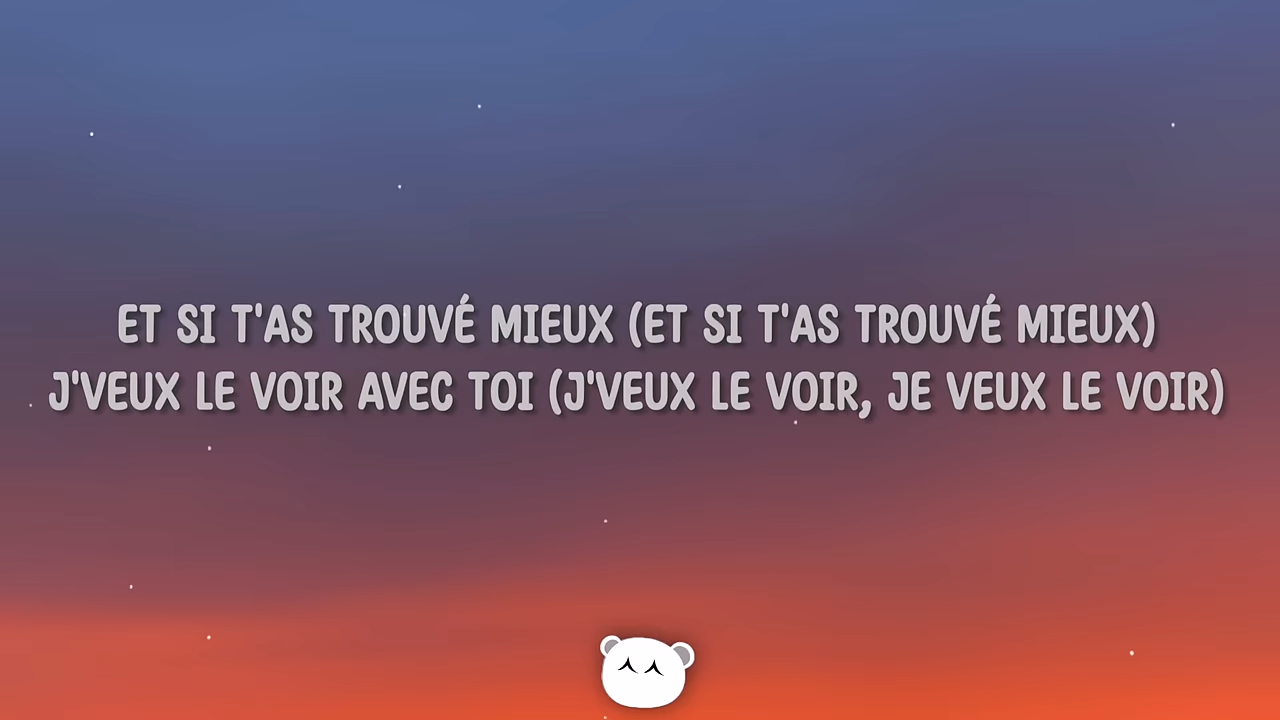 ET SI T'AS TROUVÉ MIEUX (ET SI T'AS TROUVÉ MIEUX)
J'VEUX LE VOIR AVEC TOI (J'VEUX LE VOIR, JE VEUX LE VOIR)